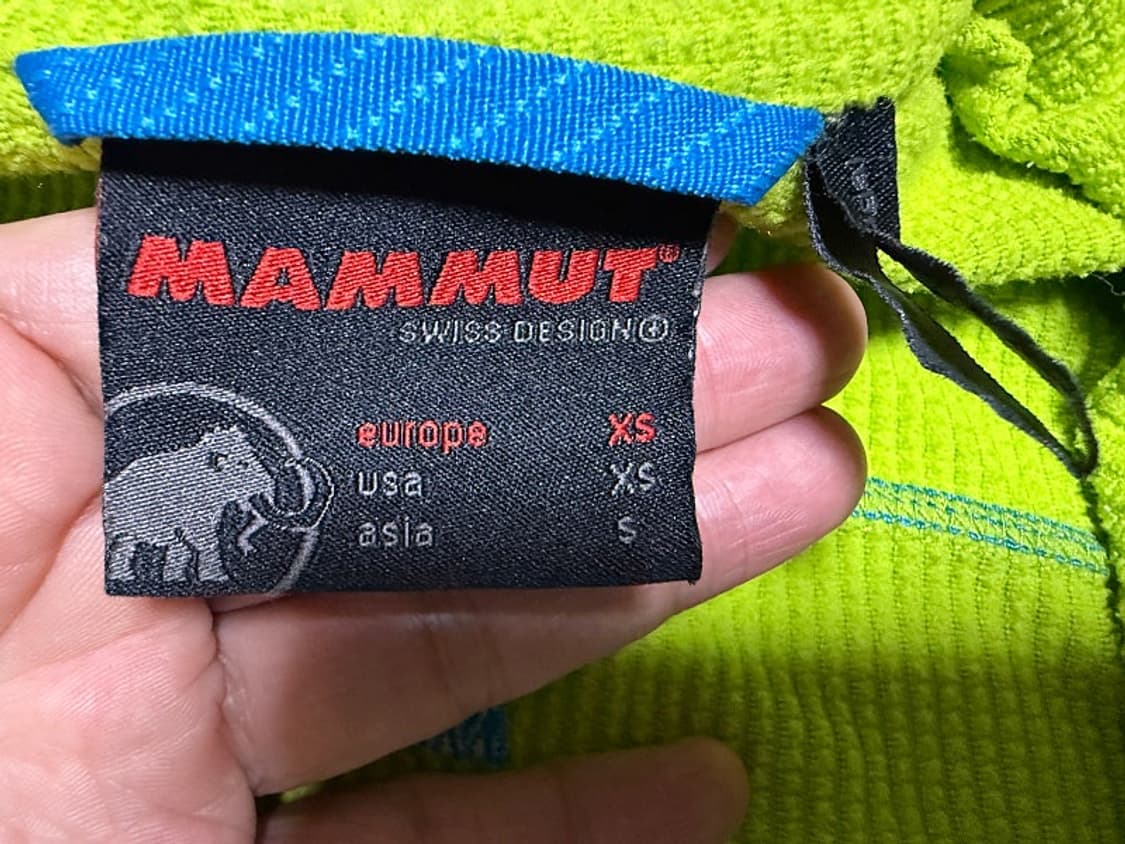 MAMMUT®
SWISS DESIGN
europe XS
usa XS
asia S